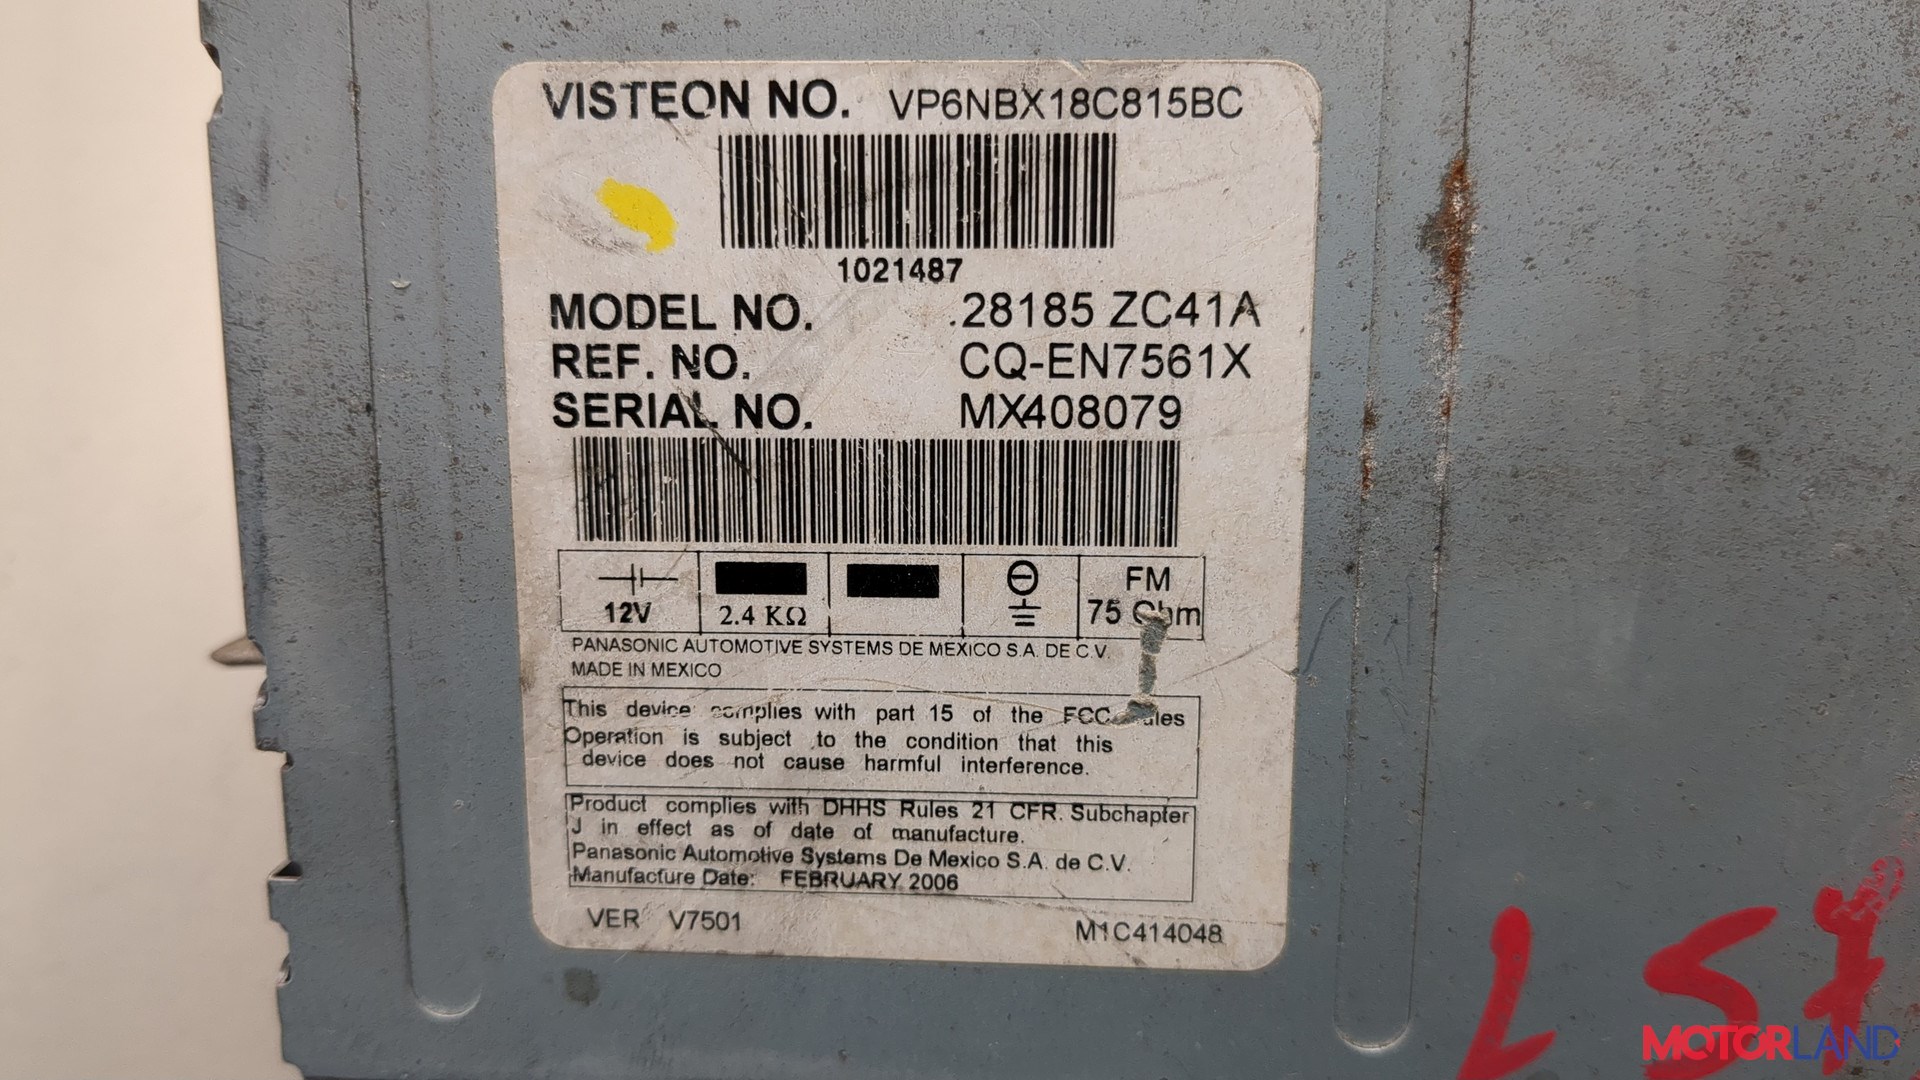 VISTEON NO. VP6NBX18C815BC
1021487
MODEL NO. .28185 ZC41A
REF. NO. CQ-EN7561X
SERIAL NO. MX408079
12V 2.4 KΩ FM 75 Ohm
PANASONIC AUTOMOTIVE SYSTEMS DE MEXICO S.A. DE C.V.
MADE IN MEXICO
This device complies with part 15 of the FCC Rules
Operation is subject to the condition that this
device does not cause harmful interference.
Product complies with DHHS Rules 21 CFR. Subchapter
J in effect as of date of manufacture.
Panasonic Automotive Systems De Mexico S.A. de C.V.
Manufacture Date: FEBRUARY 2006
VER V7501 M1C414048
MOTORLAND